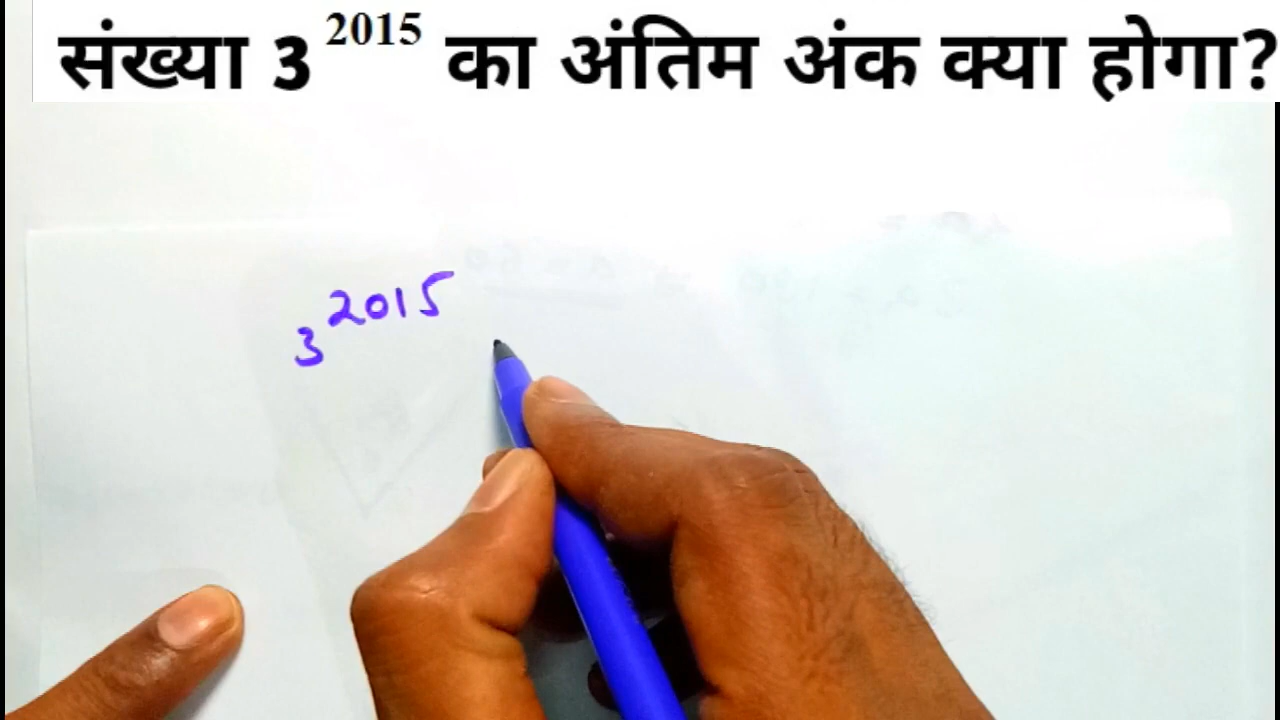 संख्या 3^2015 का अंतिम अंक क्या होगा?
3^2015